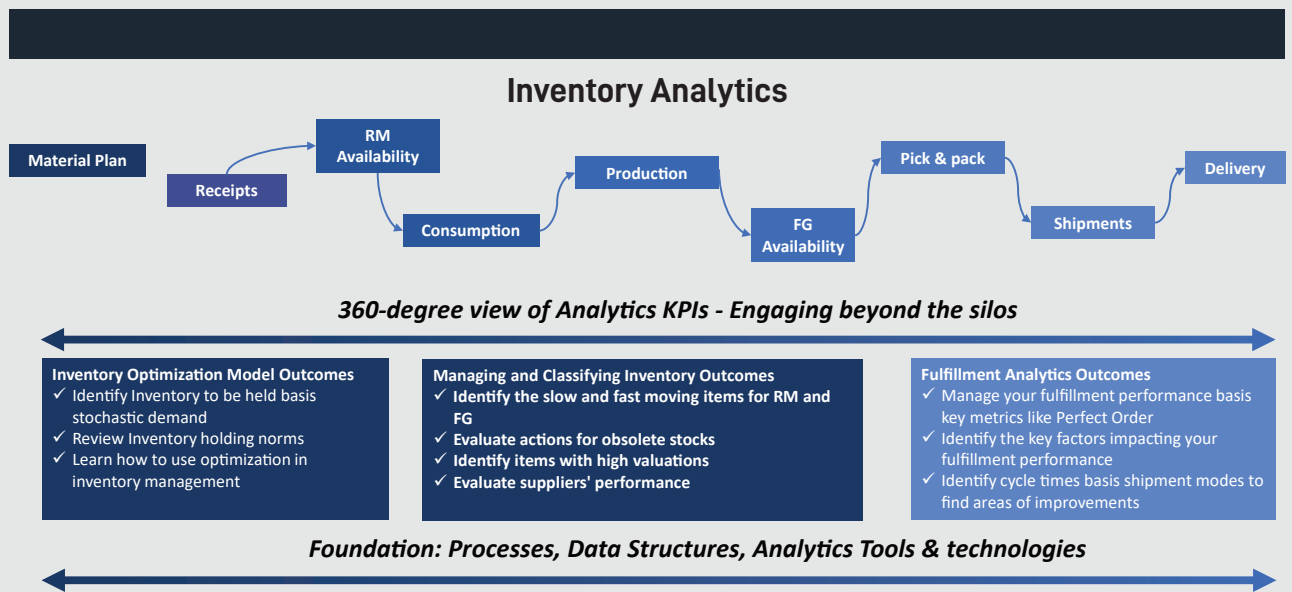 Inventory Analytics
Material Plan
Receipts
RM
Availability
Consumption
Production
FG
Availability
Pick & pack
Shipments
Delivery
360-degree view of Analytics KPIs - Engaging beyond the silos
Inventory Optimization Model Outcomes
✓ Identify Inventory to be held basis
stochastic demand
✓ Review Inventory holding norms
✓ Learn how to use optimization in
inventory management
Managing and Classifying Inventory Outcomes
✓ Identify the slow and fast moving items for RM and
FG
✓ Evaluate actions for obsolete stocks
✓ Identify items with high valuations
✓ Evaluate suppliers' performance
Fulfillment Analytics Outcomes
✓ Manage your fulfillment performance basis
key metrics like Perfect Order
✓ Identify the key factors impacting your
fulfillment performance
✓ Identify cycle times basis shipment modes to
find areas of improvements
Foundation: Processes, Data Structures, Analytics Tools & technologies